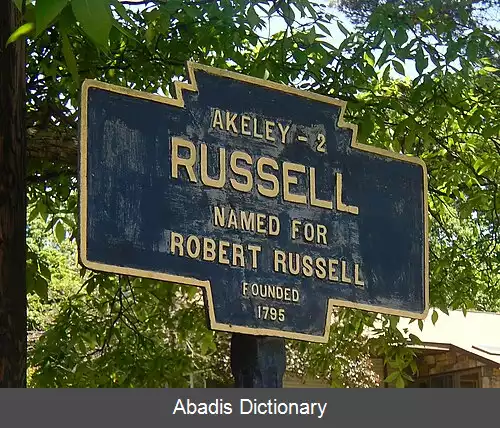 AKELEY - 2
RUSSELL
NAMED FOR
ROBERT RUSSELL
FOUNDED
1795
Abadis Dictionary